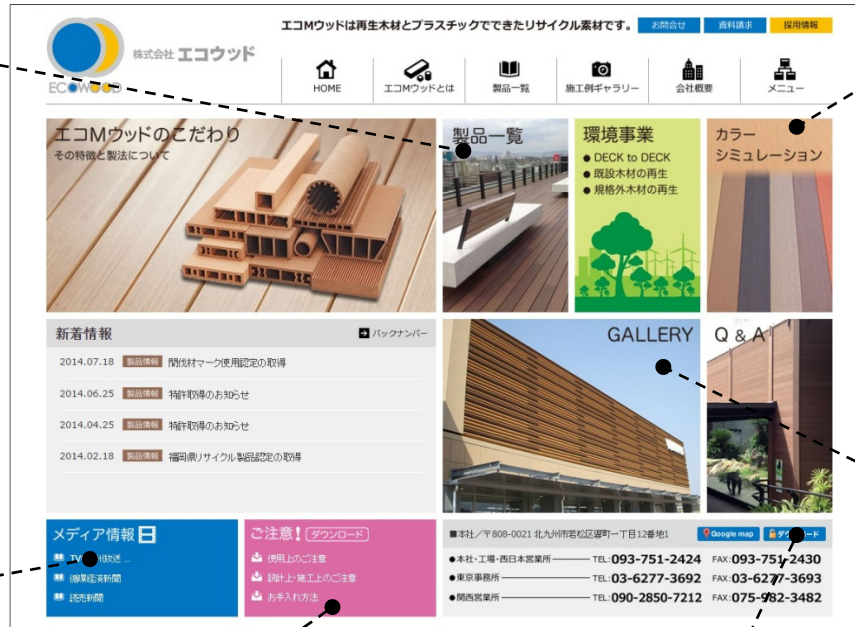 エコMウッドは再生木材とプラスチックでできたリサイクル素材です。
お問合せ
資料請求
採用情報
株式会社 エコウッド
ECOWOOD
HOME
エコMウッドとは
製品一覧
施工例ギャラリー
会社概要
メニュー
エコMウッドのこだわり
その特徴と製法について
製品一覧
環境事業
● DECK to DECK
● 既設木材の再生
● 規格外木材の再生
カラー
シミュレーション
新着情報
バックナンバー
2014.07.18 製品情報 間伐材マーク使用認定の取得
2014.06.25 製品情報 特許取得のお知らせ
2014.04.25 製品情報 特許取得のお知らせ
2014.02.18 製品情報 福岡県リサイクル製品認定の取得
GALLERY
Q & A
メディア情報
読売新聞
ご注意！ ダウンロード
使用上のご注意
設計上・施工上のご注意
お手入れ方法
■本社／〒808-0021 北九州市若松区響町一丁目12番地1
Google map
●本社・工場・西日本営業所 TEL:093-751-2424 FAX:093-751-2430
●東京事務所 TEL:03-6277-3692 FAX:03-6277-3693
●関西営業所 TEL:090-2850-7212 FAX:075-982-3482